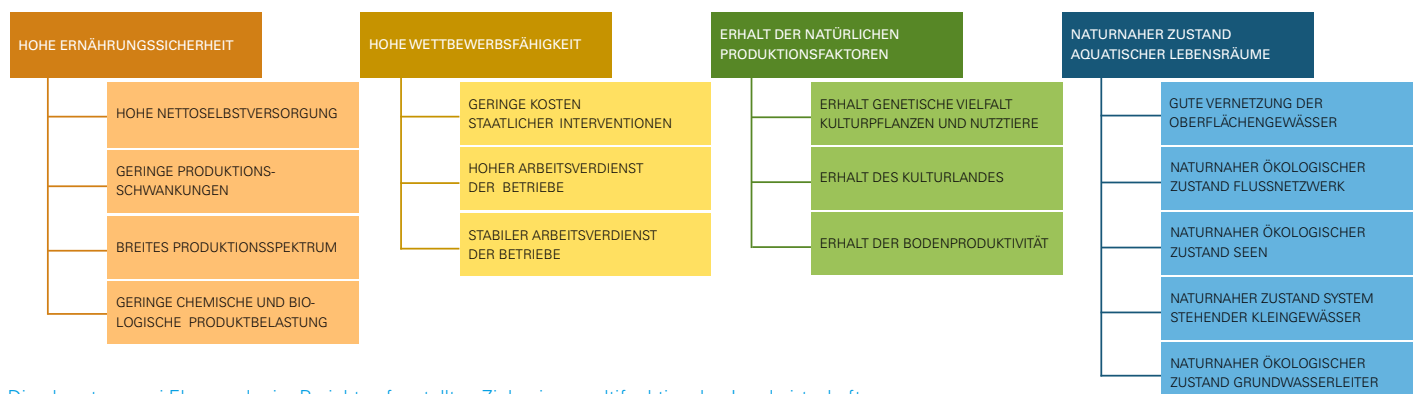 HOHE ERNÄHRUNGSSICHERHEIT
HOHE NETTOSELBSTVERSORGUNG
GERINGE PRODUKTIONS-
SCHWANKUNGEN
BREITES PRODUKTIONSSPEKTRUM
GERINGE CHEMISCHE UND BIO-
LOGISCHE PRODUKTBELASTUNG
HOHE WETTBEWERBSFÄHIGKEIT
GERINGE KOSTEN
STAATLICHER INTERVENTIONEN
HOHER ARBEITSVERDIENST
DER BETRIEBE
STABILER ARBEITSVERDIENST
DER BETRIEBE
ERHALT DER NATÜRLICHEN
PRODUKTIONSFAKTOREN
ERHALT GENETISCHE VIELFALT
KULTURPFLANZEN UND NUTZTIERE
ERHALT DES KULTURLANDES
ERHALT DER BODENPRODUKTIVITÄT
NATURNAHER ZUSTAND
AQUATISCHER LEBENSRÄUME
GUTE VERNETZUNG DER
OBERFLÄCHENGEWÄSSER
NATURNAHER ÖKOLOGISCHER
ZUSTAND FLUSSNETZWERK
NATURNAHER ÖKOLOGISCHER
ZUSTAND SEEN
NATURNAHER ZUSTAND SYSTEM
STEHENDER KLEINGEWÄSSER
NATURNAHER ÖKOLOGISCHER
ZUSTAND GRUNDWASSERLEITER